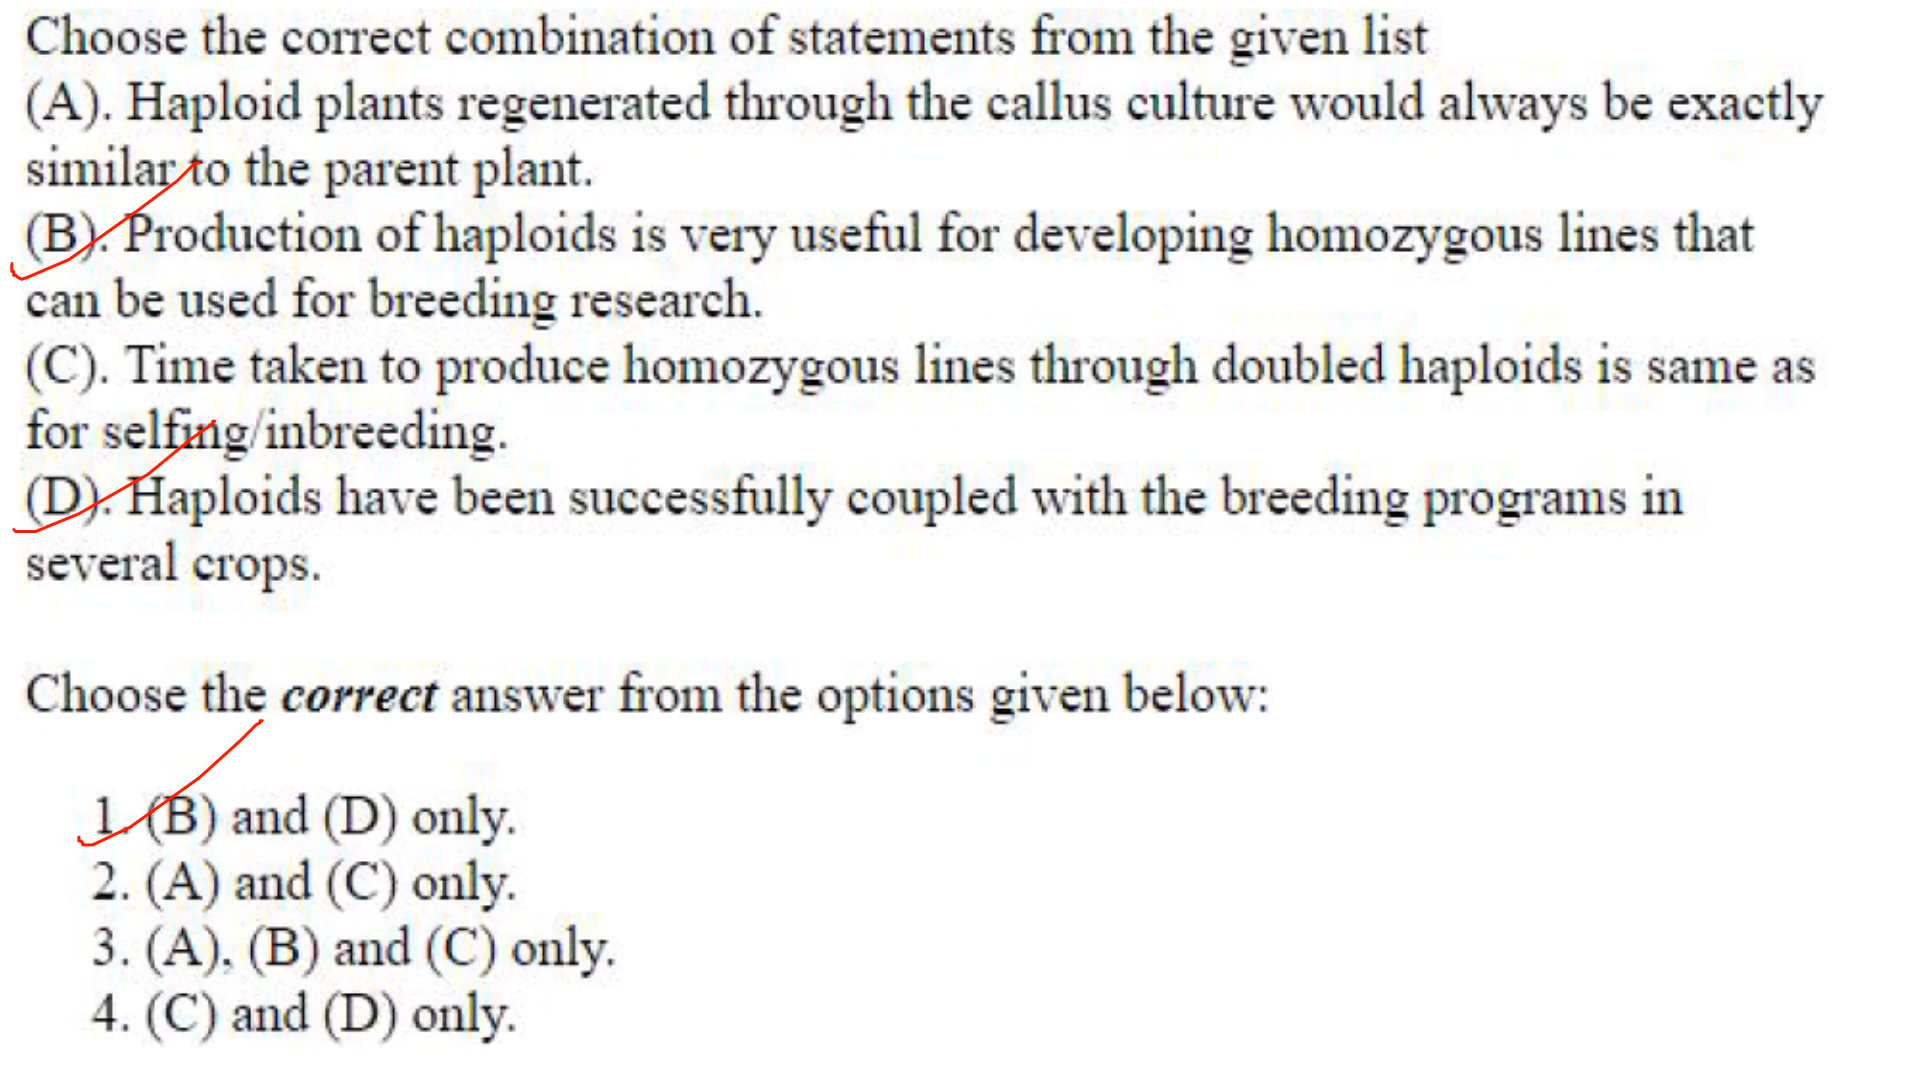 Choose the correct combination of statements from the given list
(A). Haploid plants regenerated through the callus culture would always be exactly
similar to the parent plant.
(B). Production of haploids is very useful for developing homozygous lines that
can be used for breeding research.
(C). Time taken to produce homozygous lines through doubled haploids is same as
for selfing/inbreeding.
(D). Haploids have been successfully coupled with the breeding programs in
several crops.
Choose the correct answer from the options given below:
1. (B) and (D) only.
2. (A) and (C) only.
3. (A), (B) and (C) only.
4. (C) and (D) only.